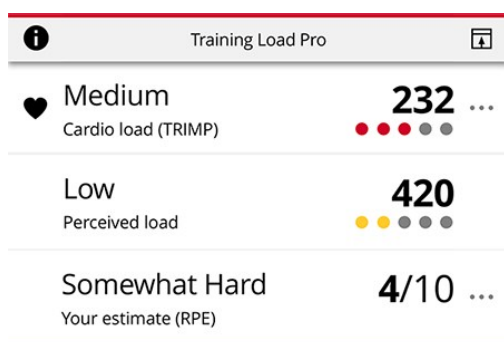 Training Load Pro
Medium
232
Cardio load (TRIMP)
Low
420
Perceived load
Somewhat Hard
4/10
Your estimate (RPE)